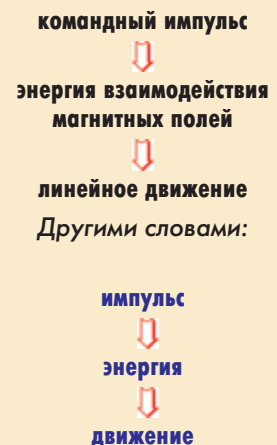 командный импульс
энергия взаимодействия
магнитных полей
линейное движение
Другими словами:
импульс
энергия
движение